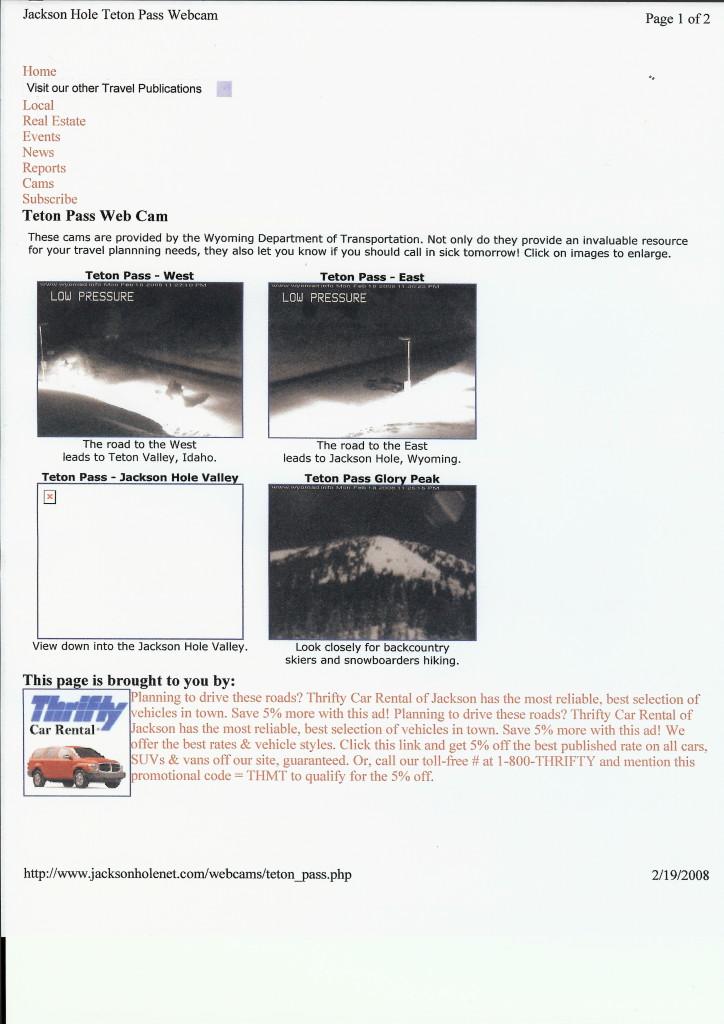 Jackson Hole Teton Pass Webcam
Page 1 of 2
Home
Visit our other Travel Publications
Local
Real Estate
Events
News
Reports
Cams
Subscribe
Teton Pass Web Cam
These cams are provided by the Wyoming Department of Transportation. Not only do they provide an invaluable resource
for your travel plannning needs, they also let you know if you should call in sick tomorrow! Click on images to enlarge.
Teton Pass - West
Teton Pass - East
LOW PRESSURE
LOW PRESSURE
The road to the West
leads to Teton Valley, Idaho.
The road to the East
leads to Jackson Hole, Wyoming.
Teton Pass - Jackson Hole Valley
Teton Pass Glory Peak
View down into the Jackson Hole Valley.
Look closely for backcountry
skiers and snowboarders hiking.
This page is brought to you by:
Thrifty
Car Rental
Planning to drive these roads? Thrifty Car Rental of Jackson has the most reliable, best selection of
vehicles in town. Save 5% more with this ad! Planning to drive these roads? Thrifty Car Rental of
Jackson has the most reliable, best selection of vehicles in town. Save 5% more with this ad! We
offer the best rates & vehicle styles. Click this link and get 5% off the best published rate on all cars,
SUVs & vans off our site, guaranteed. Or, call our toll-free # at 1-800-THRIFTY and mention this
promotional code = THMT to qualify for the 5% off.
http://www.jacksonholenet.com/webcams/teton_pass.php
2/19/2008